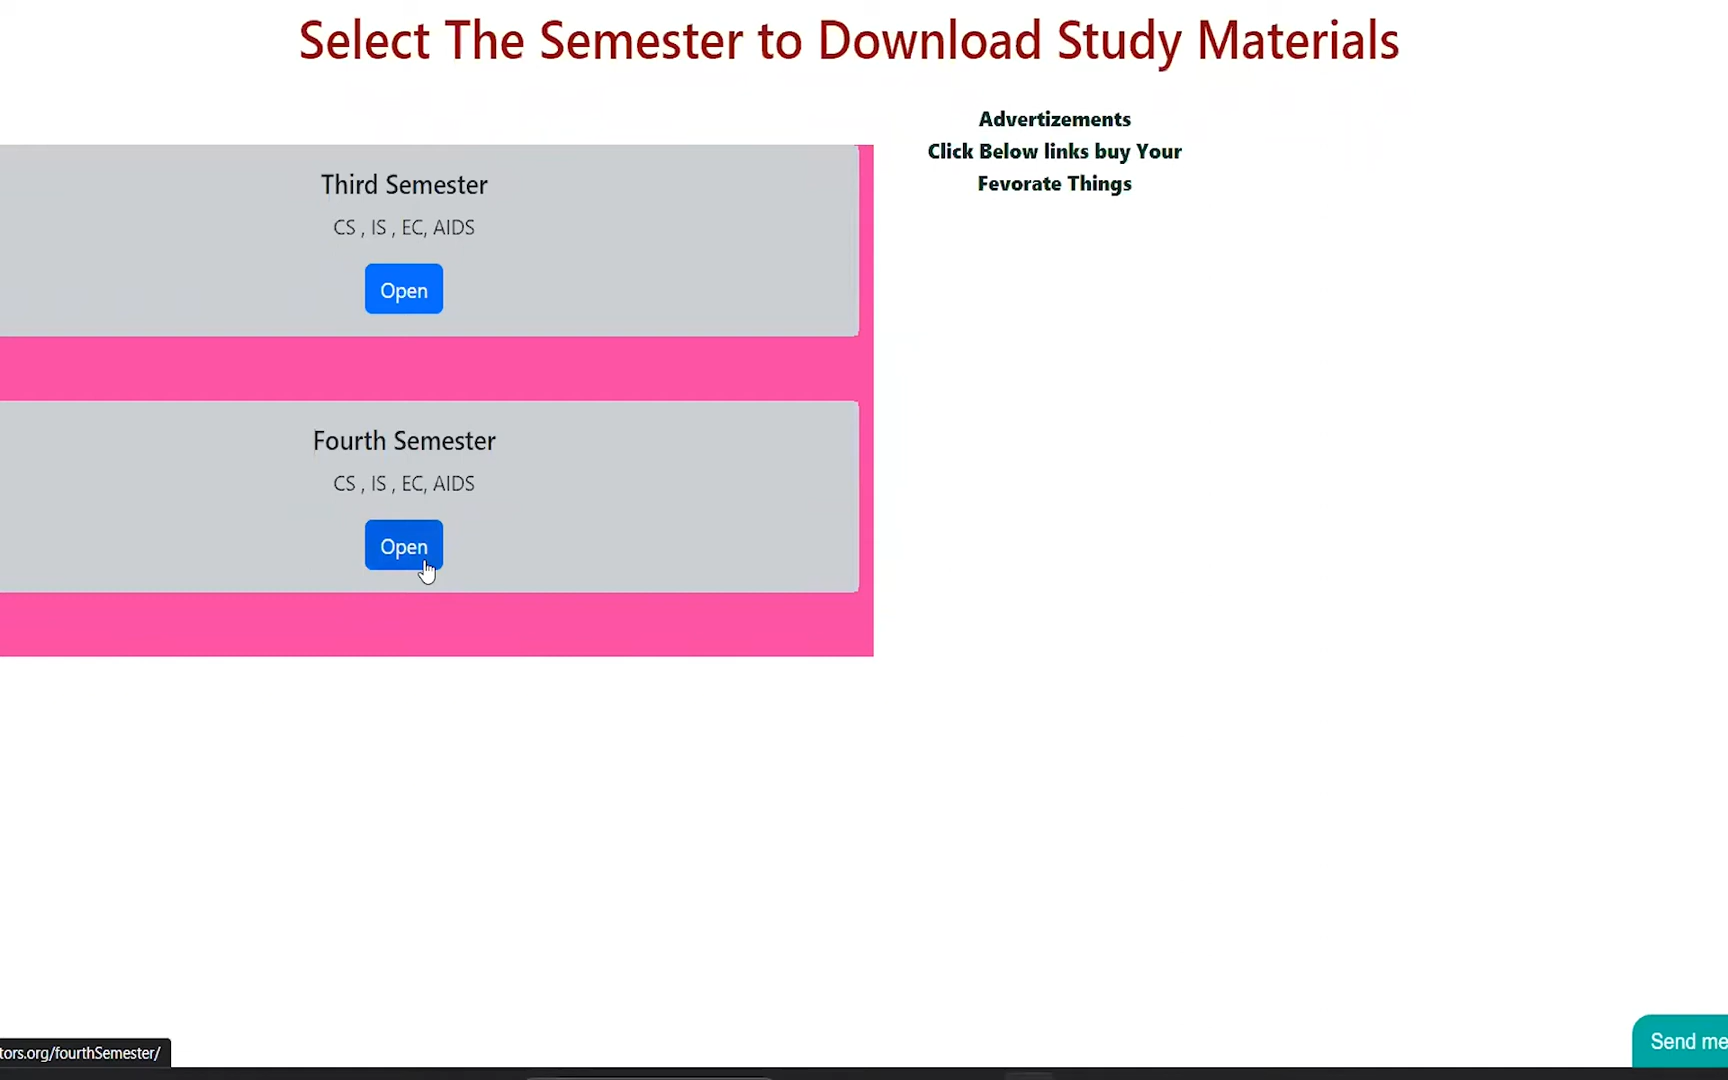 Select The Semester to Download Study Materials
Advertizements
Click Below links buy Your
Fevorate Things
Third Semester
CS , IS , EC, AIDS
Open
Fourth Semester
CS , IS , EC, AIDS
Open
tors.org/fourthSemester/
Send me